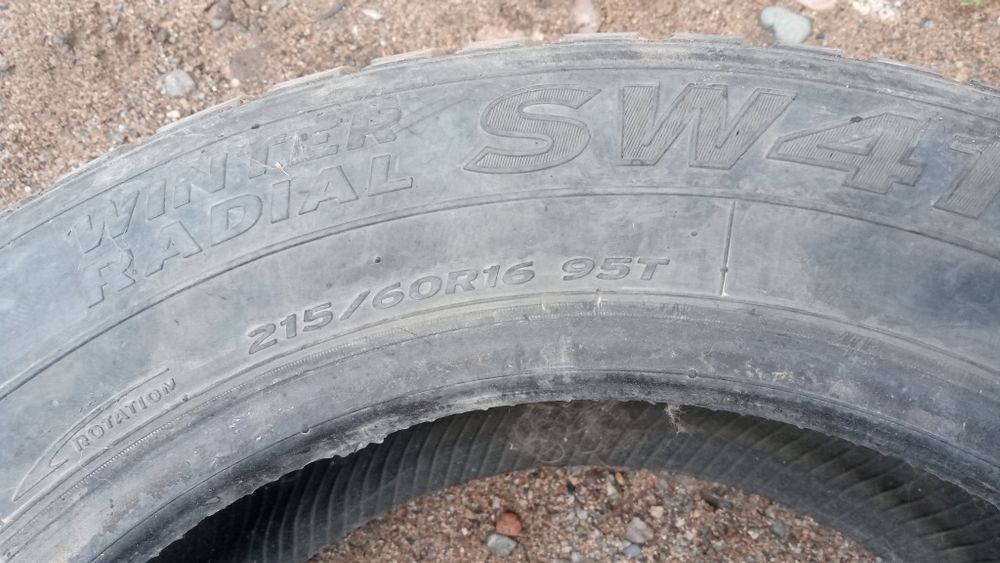 WINTER
RADIAL
SW41
215/60R16 95T
ROTATION